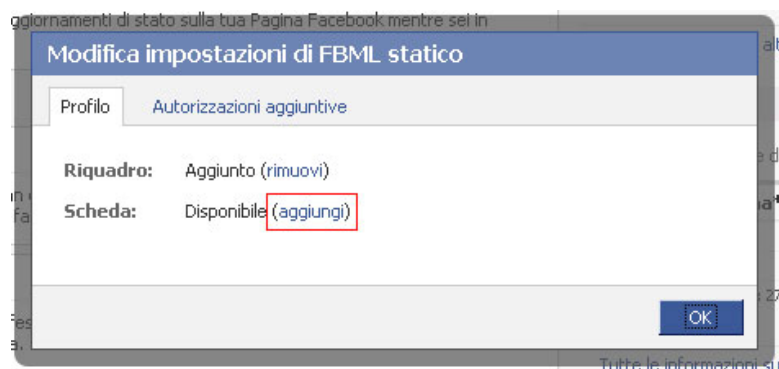 ggiornamenti di stato sulla tua Pagina Facebook mentre sei in
Modifica impostazioni di FBML statico
Profilo
Autorizzazioni aggiuntive
Riquadro: Aggiunto (rimuovi)
Scheda: Disponibile (aggiungi)
OK
Tutte le informazioni su